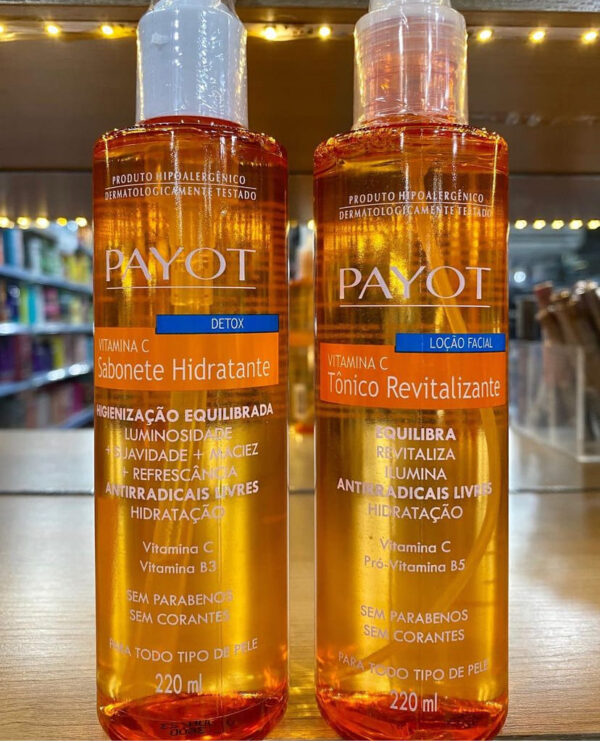 PRODUTO HIPOALERGÊNICO
DERMATOLOGICAMENTE TESTADO
PAYOT
DETOX
VITAMINA C
Sabonete Hidratante
HIGIENIZAÇÃO EQUILIBRADA
LUMINOSIDADE
+ SUAVIDADE + MACIEZ
+ REFRESCÂNCIA
ANTIRRADICAIS LIVRES
HIDRATAÇÃO
Vitamina C
Vitamina B3
SEM PARABENOS
SEM CORANTES
PARA TODO TIPO DE PELE
220 ml
PRODUTO HIPOALERGÊNICO
DERMATOLOGICAMENTE TESTADO
PAYOT
LOÇÃO FACIAL
VITAMINA C
Tônico Revitalizante
EQUILIBRA
REVITALIZA
ILUMINA
ANTIRRADICAIS LIVRES
HIDRATAÇÃO
Vitamina C
Pró-Vitamina B5
SEM PARABENOS
SEM CORANTES
PARA TODO TIPO DE PELE
220 ml